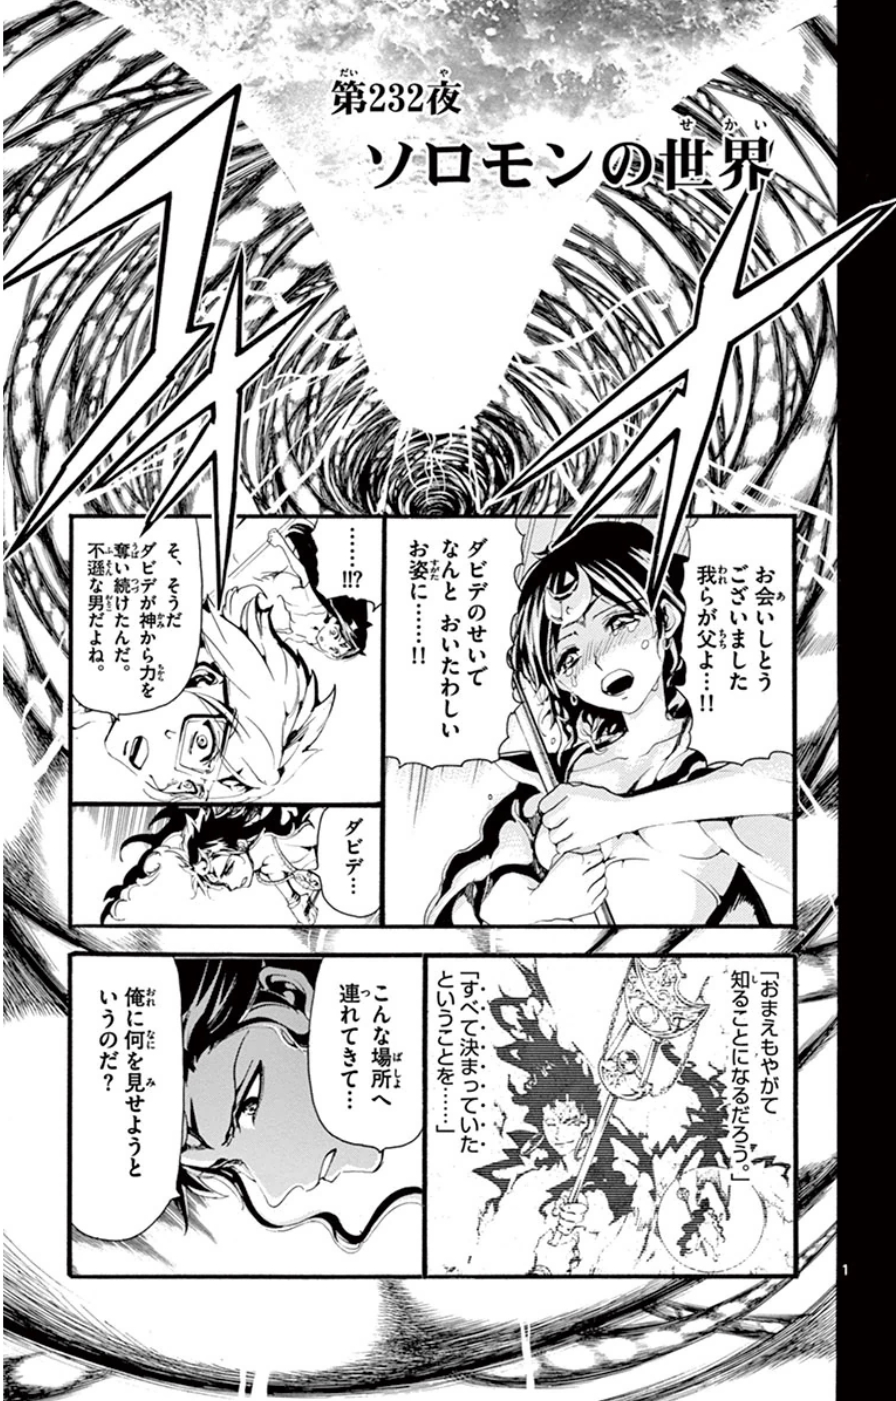 第232夜
ソロモンの世界
お会いしとう
ございました
我らが父よ…!!
ダビデのせいで
なんと おいたわしい
お姿に……!!
………!!?
そ、そうだ
ダビデが神から力を
奪い続けたんだ。
不遜な男だよね。
ダビデ…
「おまえもやがて
知ることになるだろう。」
「すべて決まっていた
ということを……」
こんな場所へ
連れてきて…
俺に何を見せようと
いうのだ？
1